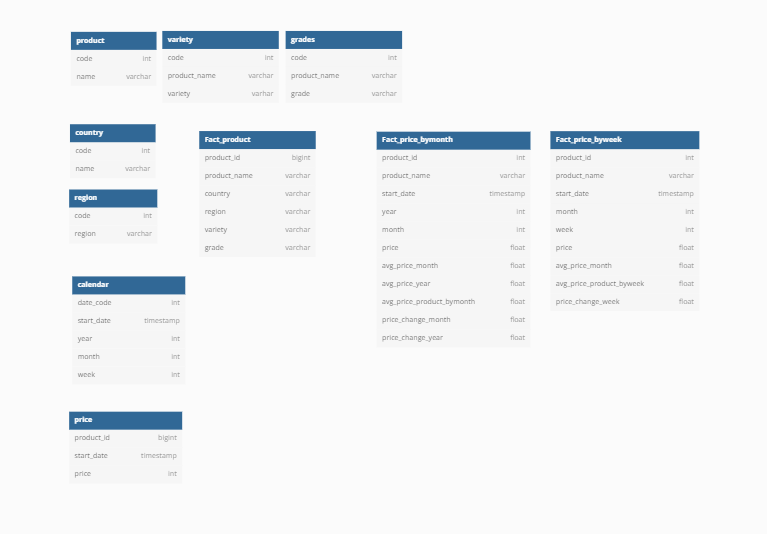 product
code int
name varchar
variety
code int
product_name varchar
variety varhar
grades
code int
product_name varchar
grade varchar
country
code int
name varchar
region
code int
region varchar
calendar
date_code int
start_date timestamp
year int
month int
week int
price
product_id bigint
start_date timestamp
price int
Fact_product
product_id bigint
product_name varchar
country varchar
region varchar
variety varchar
grade varchar
Fact_price_bymonth
product_id int
product_name varchar
start_date timestamp
year int
month int
price float
avg_price_month float
avg_price_year float
avg_price_product_bymonth float
price_change_month float
price_change_year float
Fact_price_byweek
product_id int
product_name varchar
start_date timestamp
month int
week int
price float
avg_price_month float
avg_price_product_byweek float
price_change_week float